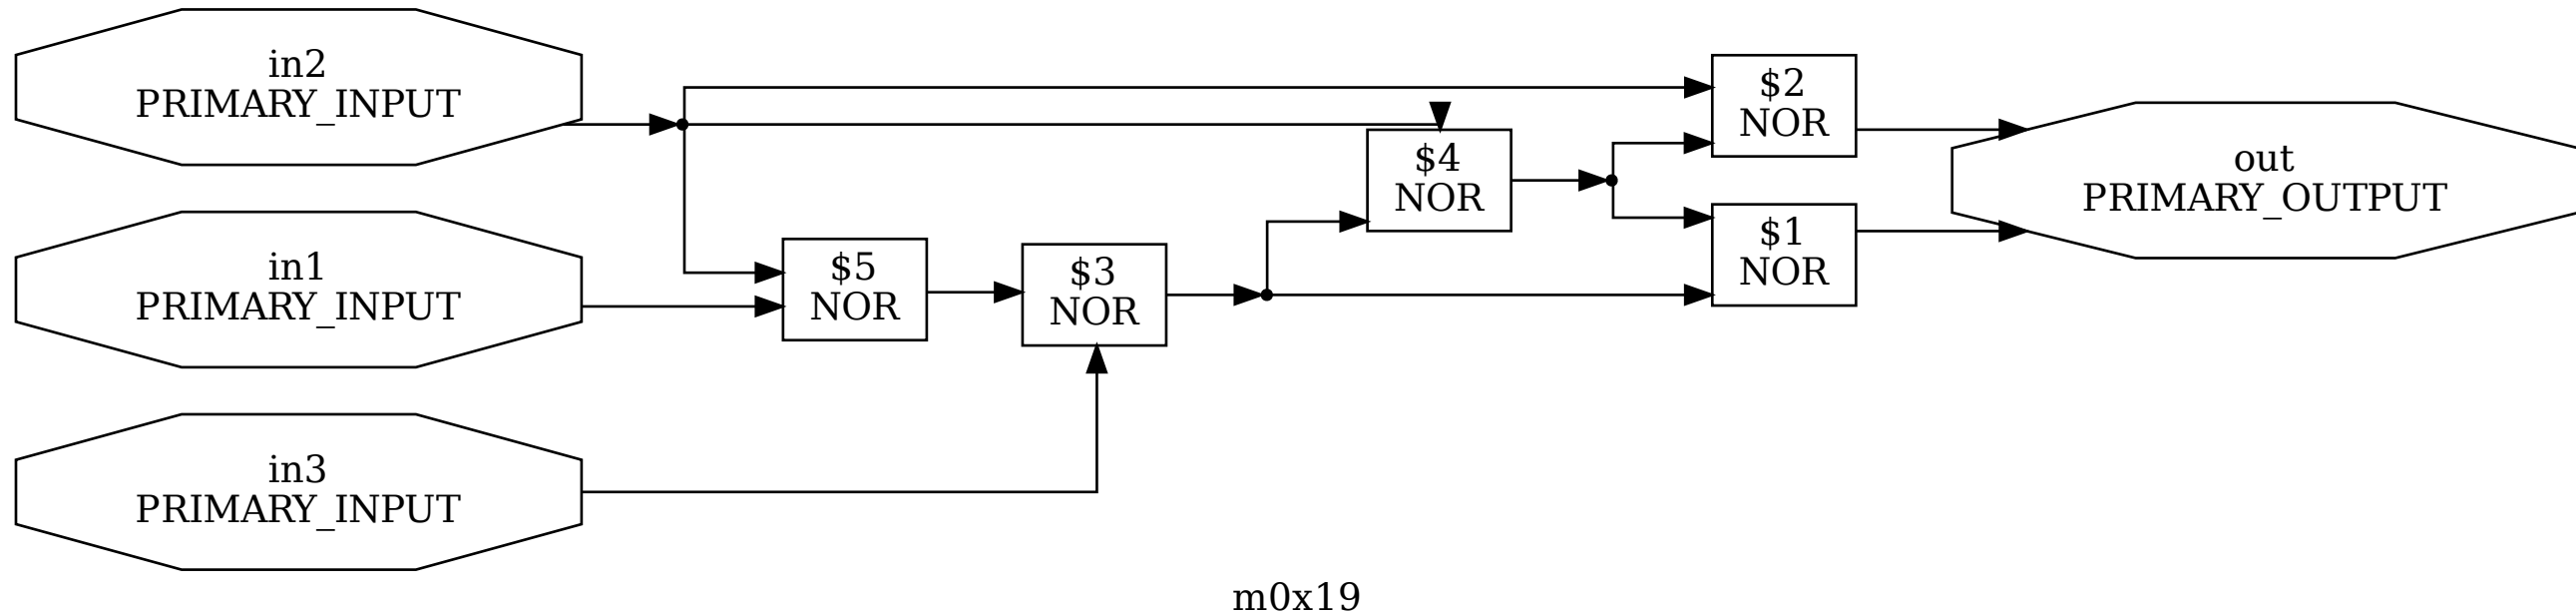 in2
PRIMARY_INPUT
$2
NOR
$4
NOR
out
PRIMARY_OUTPUT
in1
PRIMARY_INPUT
$5
NOR
$3
NOR
$1
NOR
in3
PRIMARY_INPUT
m0x19